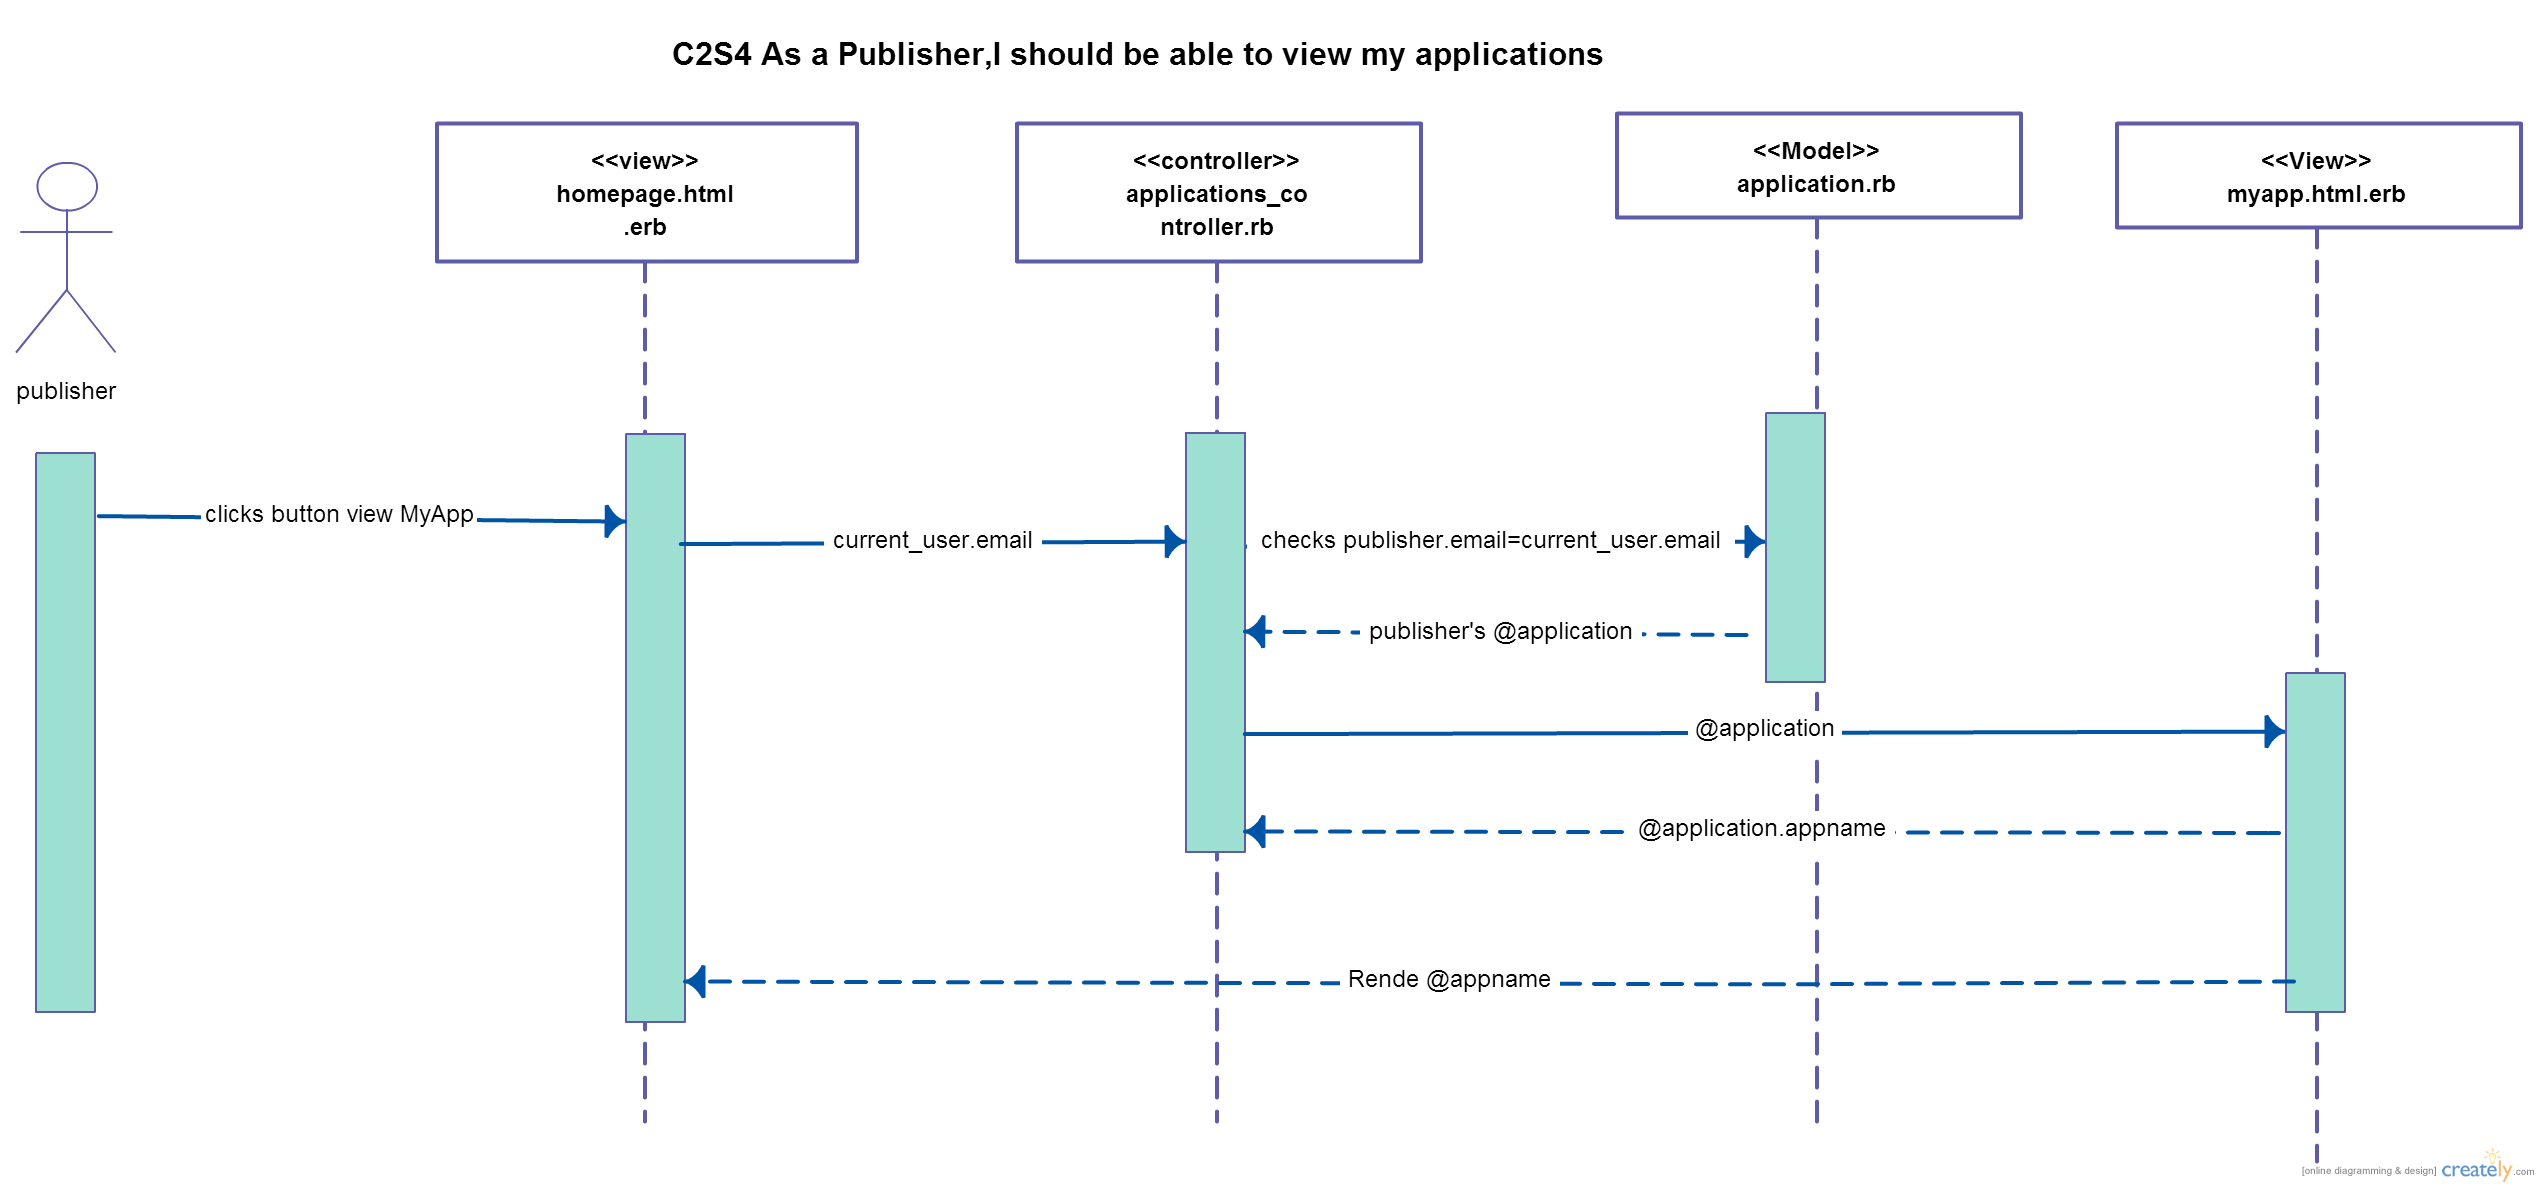 C2S4 As a Publisher,I should be able to view my applications
<<view>>
homepage.html
.erb
<<controller>>
applications_co
ntroller.rb
<<Model>>
application.rb
<<View>>
myapp.html.erb
publisher
clicks button view MyApp
current_user.email
checks publisher.email=current_user.email
publisher's @application
@application
@application.appname
Rende @appname
[online diagramming & design] creately.com